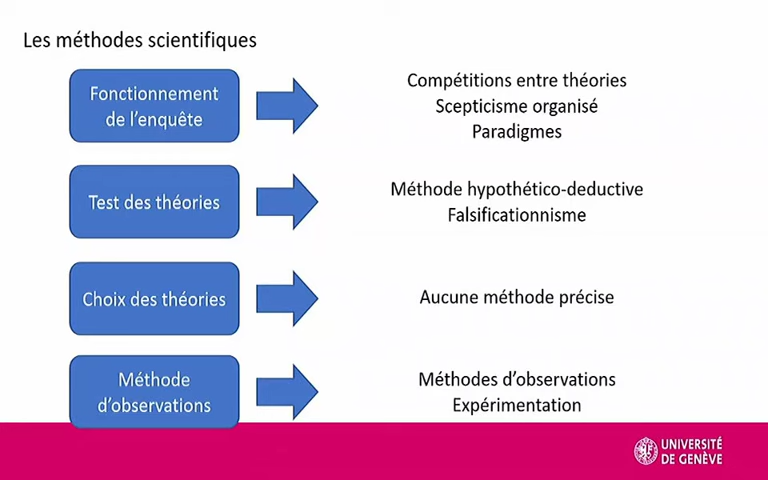 Les méthodes scientifiques
Fonctionnement
de l'enquête
Compétitions entre théories
Scepticisme organisé
Paradigmes
Test des théories
Méthode hypothético-deductive
Falsificationnisme
Choix des théories
Aucune méthode précise
Méthode
d'observations
Méthodes d'observations
Expérimentation
UNIVERSITÉ
DE GENÈVE